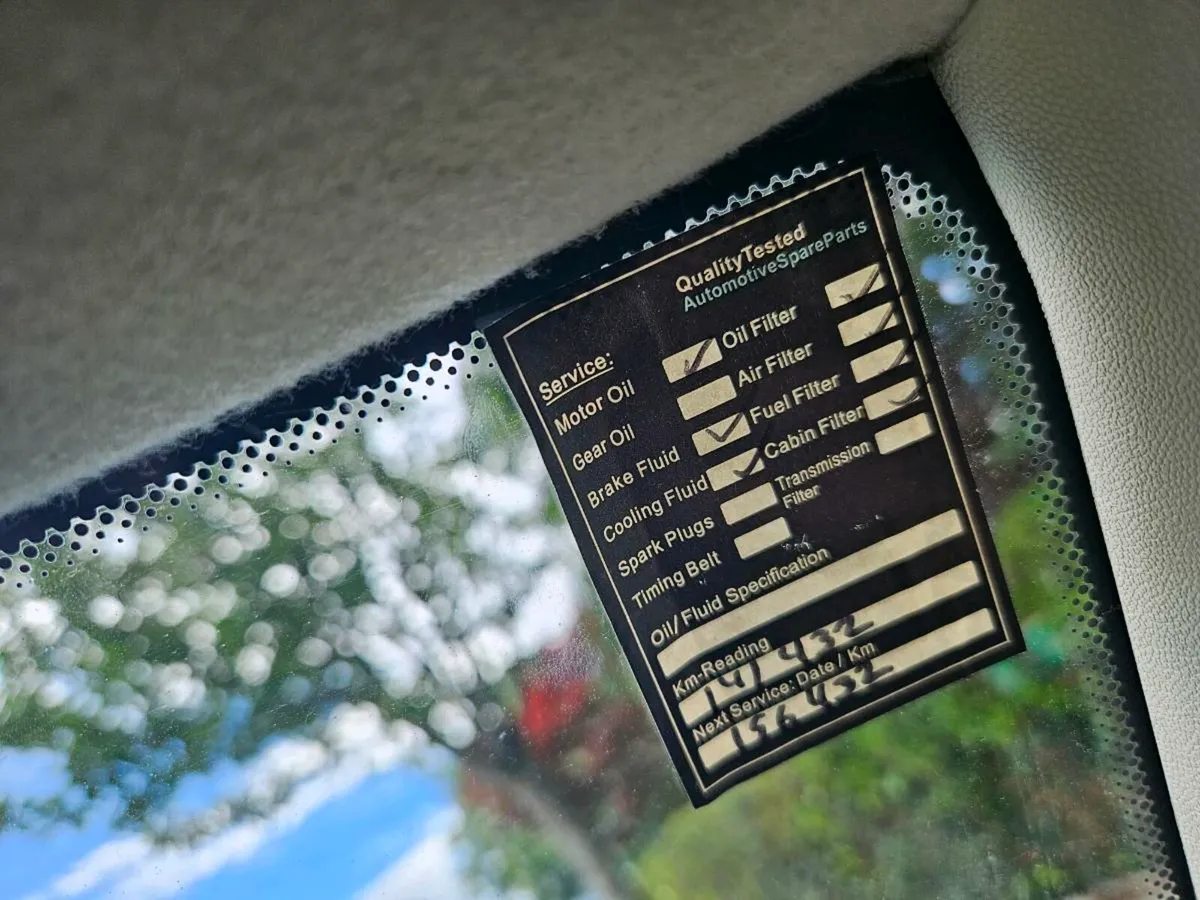 QualityTested
AutomotiveSpareParts
Service:
Motor Oil ✓ Oil Filter ✓
Gear Oil Air Filter ✓
Brake Fluid ✓ Fuel Filter ✓
Cooling Fluid ✓ Cabin Filter ✓
Spark Plugs Transmission Filter
Timing Belt
Oil/Fluid Specification
Km-Reading
141 432
Next Service: Date / Km
156 432